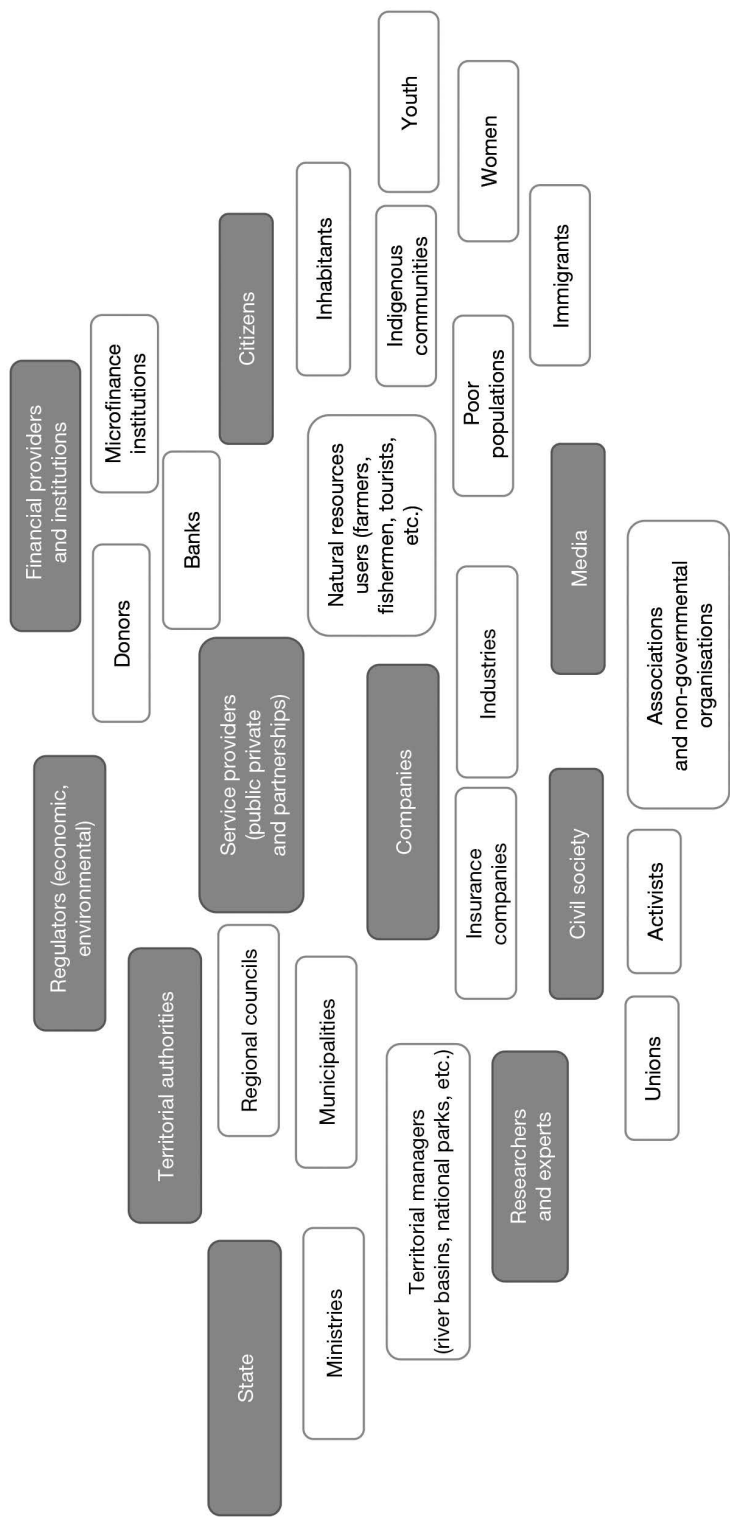 Financial providers
and institutions
Regulators (economic,
environmental)
Donors
Microfinance
institutions
Territorial authorities
Banks
State
Regional councils
Service providers
(public private
and partnerships)
Citizens
Ministries
Municipalities
Inhabitants
Natural resources
users (farmers,
fishermen, tourists,
etc.)
Companies
Indigenous
communities
Youth
Territorial managers
(river basins, national parks, etc.)
Insurance
companies
Industries
Poor
populations
Women
Researchers
and experts
Immigrants
Civil society
Media
Unions
Activists
Associations
and non-governmental
organisations